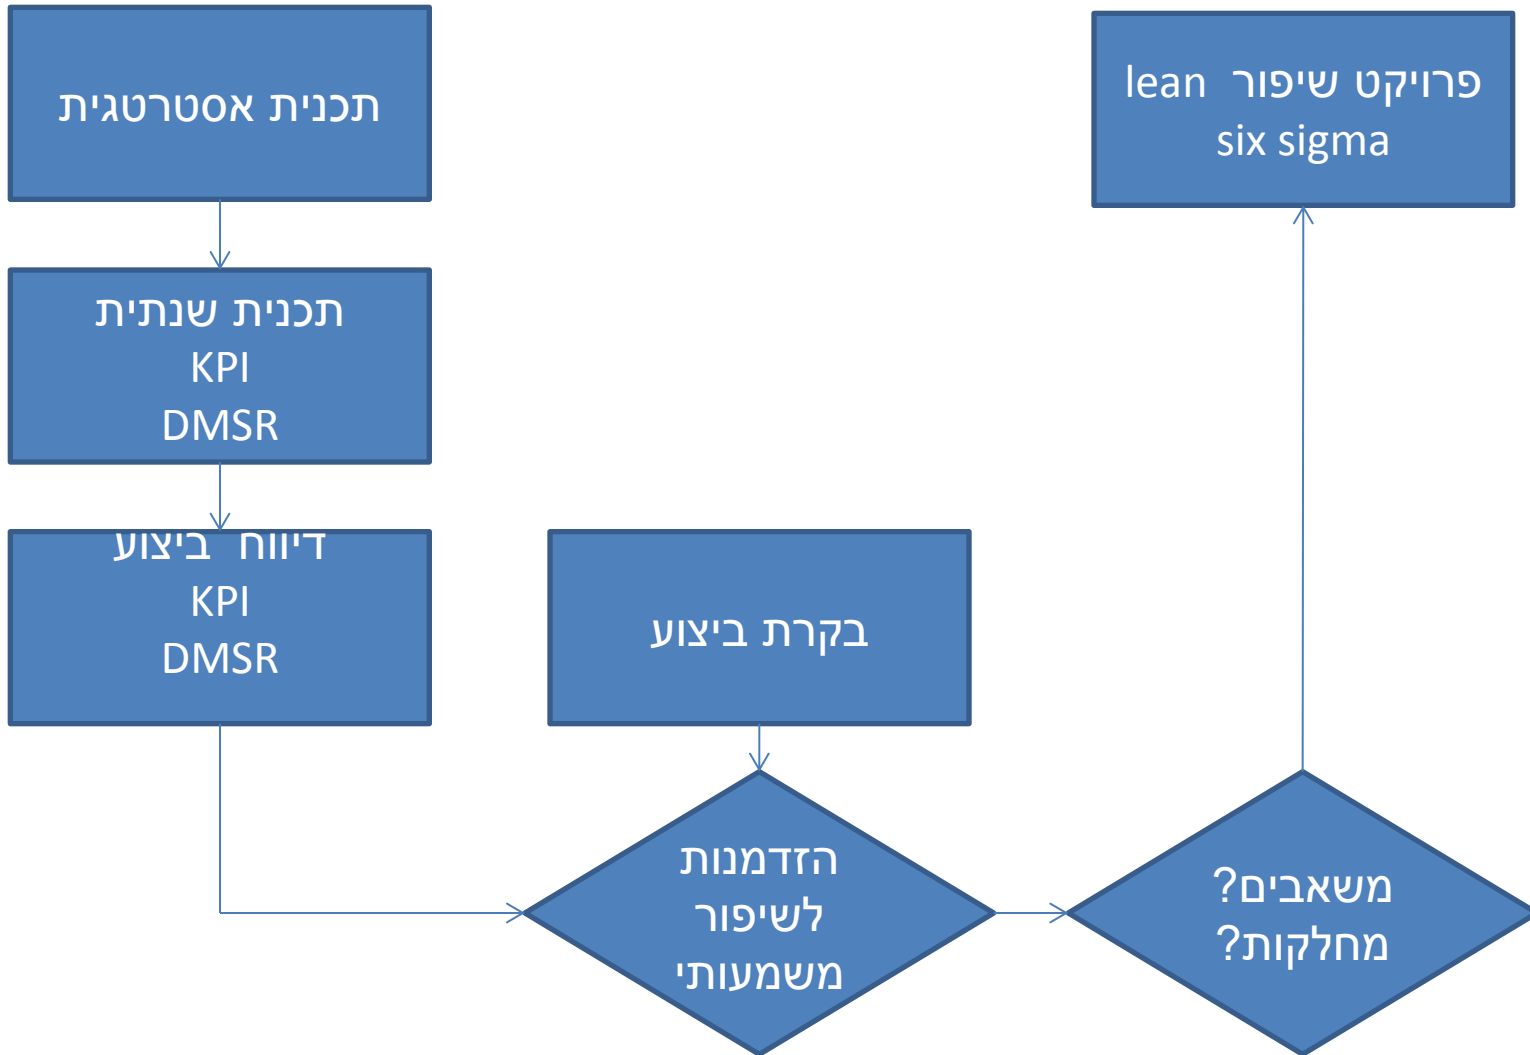 תכנית אסטרטגית
תכנית שנתית
KPI
DMSR
דיווח ביצוע
KPI
DMSR
בקרת ביצוע
הזדמנות
לשיפור
משמעותי
משאבים?
מחלקות?
פרויקט שיפור lean
six sigma